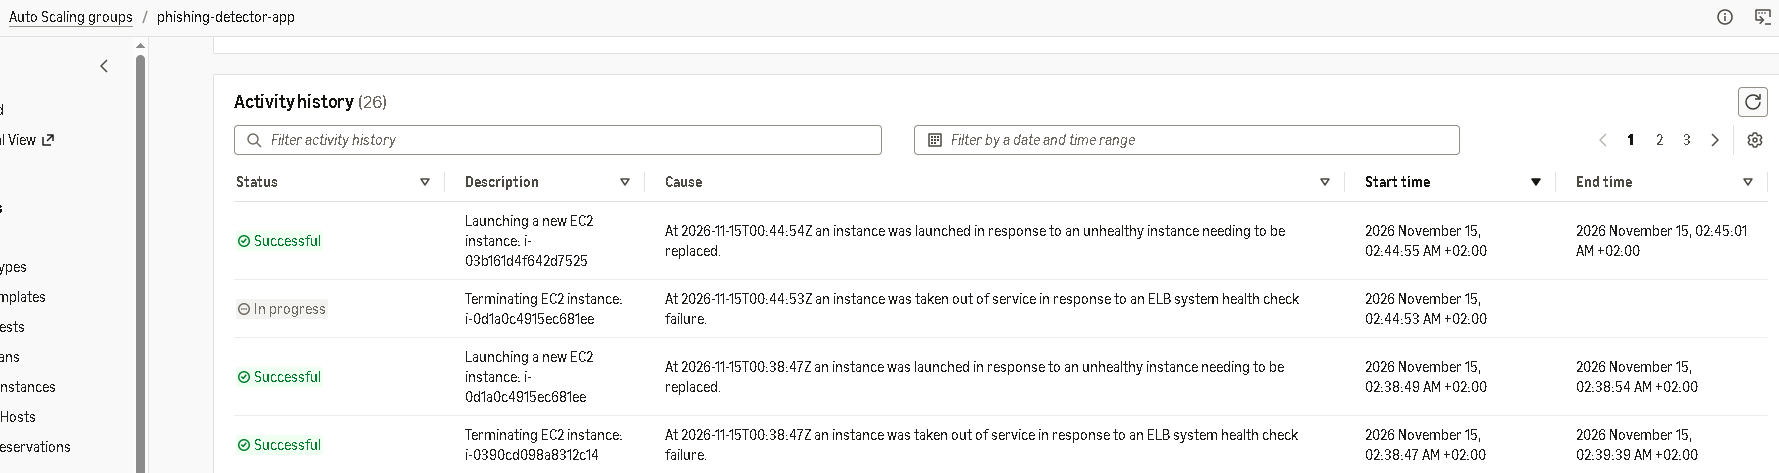 Auto Scaling groups / phishing-detector-app
d
l View
s
ypes
mplates
ests
ans
nstances
Hosts
eservations
Activity history (26)
Filter activity history
Filter by a date and time range
1 2 3
Status Description Cause Start time End time
Successful
Launching a new EC2
instance: i-
03b161d4f642d7525
At 2026-11-15T00:44:54Z an instance was launched in response to an unhealthy instance needing to be
replaced.
2026 November 15,
02:44:55 AM +02:00
2026 November 15, 02:45:01
AM +02:00
In progress
Terminating EC2 instance:
i-0d1a0c4915ec681ee
At 2026-11-15T00:44:53Z an instance was taken out of service in response to an ELB system health check
failure.
2026 November 15,
02:44:53 AM +02:00
Successful
Launching a new EC2
instance: i-
0d1a0c4915ec681ee
At 2026-11-15T00:38:47Z an instance was launched in response to an unhealthy instance needing to be
replaced.
2026 November 15,
02:38:49 AM +02:00
2026 November 15,
02:38:54 AM +02:00
Successful
Terminating EC2 instance:
i-0390cd098a8312c14
At 2026-11-15T00:38:47Z an instance was taken out of service in response to an ELB system health check
failure.
2026 November 15,
02:38:47 AM +02:00
2026 November 15,
02:39:39 AM +02:00